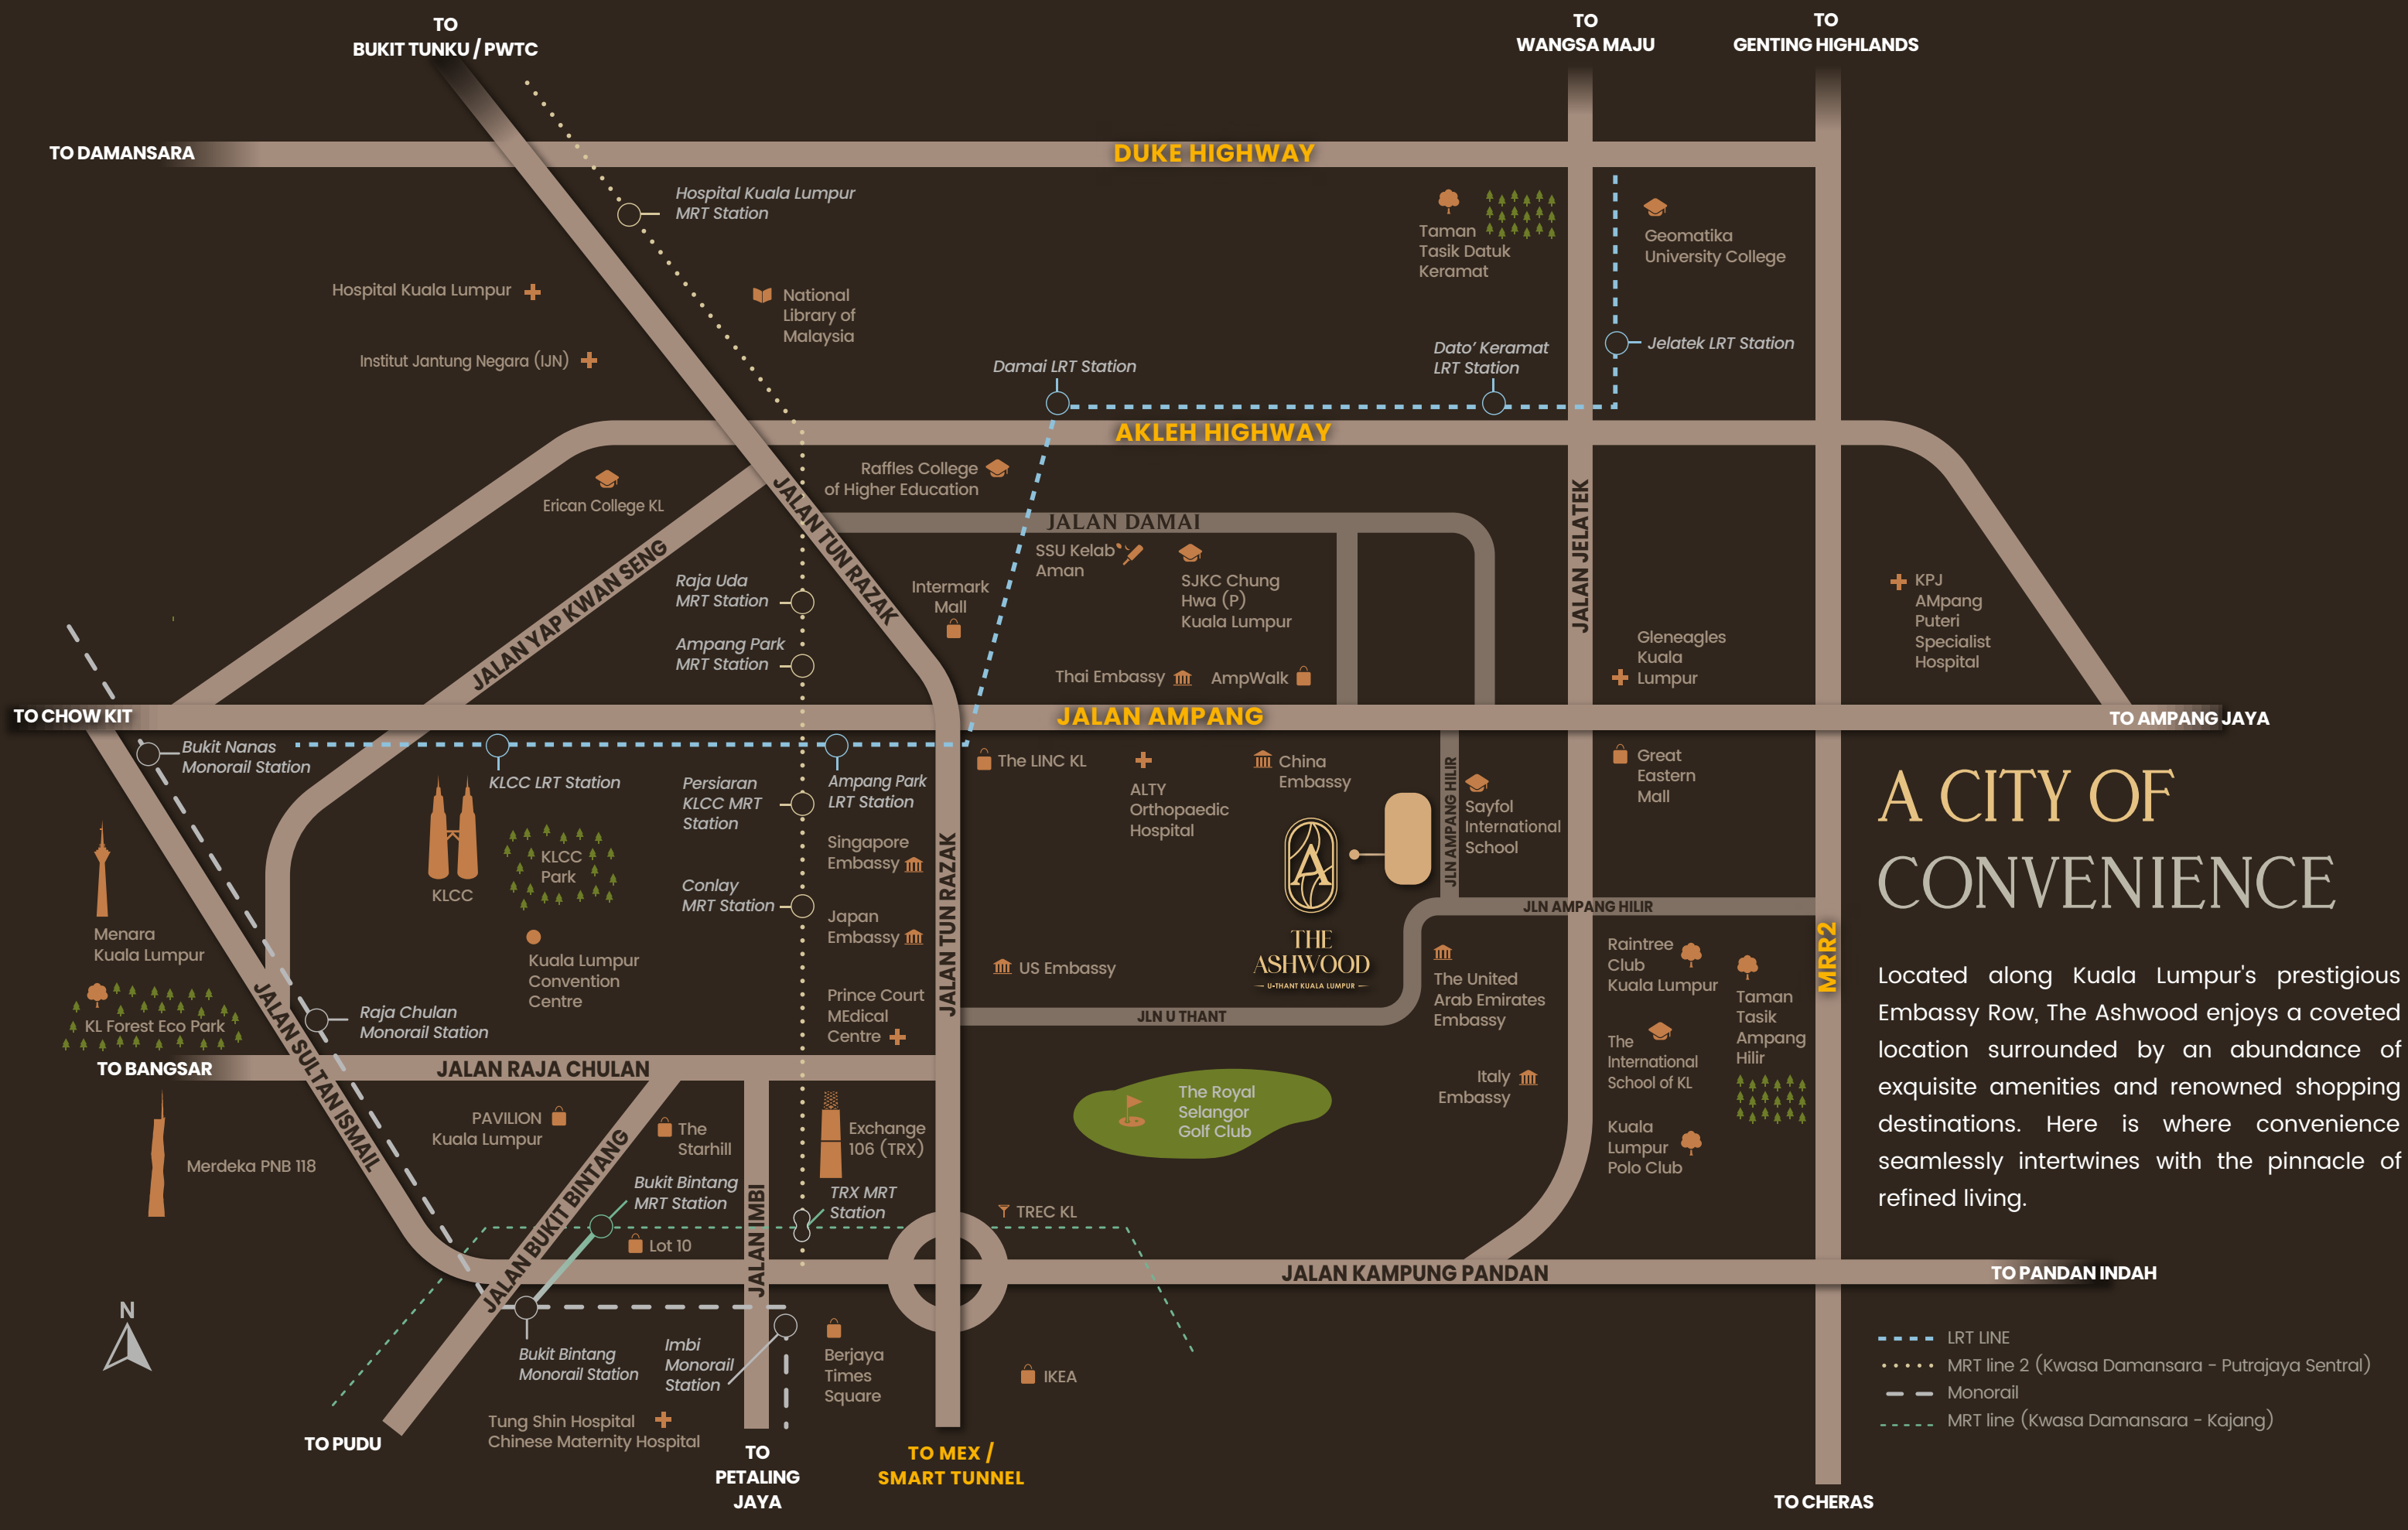 TO
BUKIT TUNKU / PWTC
TO
WANGSA MAJU
TO
GENTING HIGHLANDS
TO DAMANSARA
DUKE HIGHWAY
Hospital Kuala Lumpur
MRT Station
Taman
Tasik Datuk
Keramat
Geomatika
University College
Hospital Kuala Lumpur
National
Library of
Malaysia
Institut Jantung Negara (IJN)
Damai LRT Station
Dato' Keramat
LRT Station
Jelatek LRT Station
AKLEH HIGHWAY
Erican College KL
Raffles College
of Higher Education
JALAN TUN RAZAK
JALAN DAMAI
JALAN JELATEK
JALAN YAP KWAN SENG
SSU Kelab
Aman
SJKC Chung
Hwa (P)
Kuala Lumpur
Raja Uda
MRT Station
Intermark
Mall
KPJ
AMpang
Puteri
Specialist
Hospital
Ampang Park
MRT Station
Gleneagles
Kuala
Lumpur
Thai Embassy
AmpWalk
TO CHOW KIT
JALAN AMPANG
TO AMPANG JAYA
Bukit Nanas
Monorail Station
KLCC LRT Station
Persiaran
KLCC MRT
Station
Ampang Park
LRT Station
The LINC KL
ALTY
Orthopaedic
Hospital
China
Embassy
JLN AMPANG HILIR
Sayfol
International
School
Great
Eastern
Mall
A CITY OF
CONVENIENCE
KLCC
KLCC
Park
Singapore
Embassy
JALAN TUN RAZAK
A
Conlay
MRT Station
Japan
Embassy
JLN AMPANG HILIR
Menara
Kuala Lumpur
Kuala Lumpur
Convention
Centre
THE
ASHWOOD
U•THANT KUALA LUMPUR
US Embassy
The United
Arab Emirates
Embassy
Raintree
Club
Kuala Lumpur
Taman
Tasik
Ampang
Hilir
MRR2
Located along Kuala Lumpur's prestigious
Embassy Row, The Ashwood enjoys a coveted
location surrounded by an abundance of
exquisite amenities and renowned shopping
destinations. Here is where convenience
seamlessly intertwines with the pinnacle of
refined living.
KL Forest Eco Park
JALAN SULTAN ISMAIL
Raja Chulan
Monorail Station
Prince Court
MEdical
Centre
JLN U THANT
The
International
School of KL
TO BANGSAR
JALAN RAJA CHULAN
Italy
Embassy
The Royal
Selangor
Golf Club
PAVILION
Kuala Lumpur
The
Starhill
Exchange
106 (TRX)
Kuala
Lumpur
Polo Club
Merdeka PNB 118
JALAN BUKIT BINTANG
Bukit Bintang
MRT Station
JALAN IMBI
TRX MRT
Station
TREC KL
Lot 10
JALAN KAMPUNG PANDAN
TO PANDAN INDAH
N
Bukit Bintang
Monorail Station
Imbi
Monorail
Station
Berjaya
Times
Square
IKEA
LRT LINE
MRT line 2 (Kwasa Damansara - Putrajaya Sentral)
Monorail
MRT line (Kwasa Damansara - Kajang)
Tung Shin Hospital
Chinese Maternity Hospital
TO PUDU
TO
PETALING
JAYA
TO MEX /
SMART TUNNEL
TO CHERAS